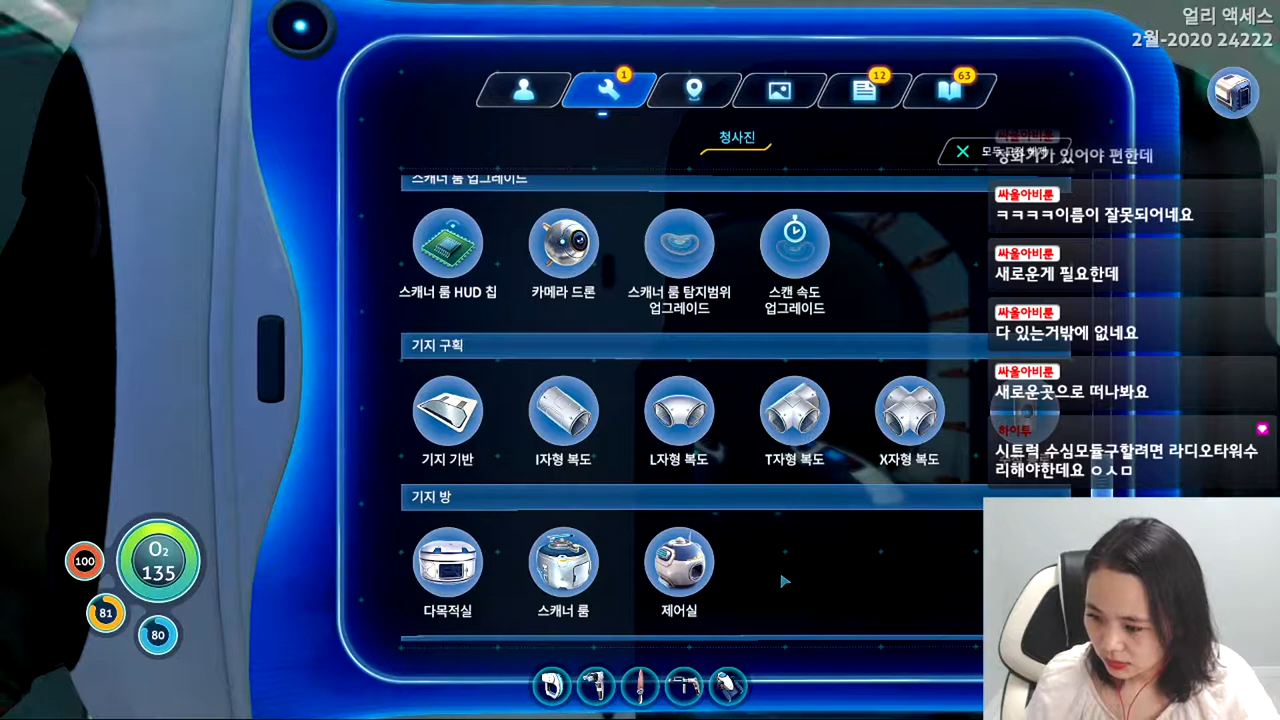 얼리 액세스
2월-2020 24222
1
12
63
청사진
모두 고정 해제
스캐너 룸 업그레이드
스캐너 룸 HUD 칩
카메라 드론
스캐너 룸 탐지범위
업그레이드
스캔 속도
업그레이드
기지 구획
기지 기반
I자형 복도
L자형 복도
T자형 복도
X자형 복도
기지 방
다목적실
스캐너 룸
제어실
싸울아비룬
정화기가 있어야 편한데
싸울아비룬
ㅋㅋㅋㅋ이름이 잘못되어네요
싸울아비룬
새로운게 필요한데
싸울아비룬
다 있는거밖에 없네요
싸울아비룬
새로운곳으로 떠나봐요
하이투
시트럭 수심모듈구할려면 라디오타워수
리해야한데요 ㅇㅅㅁ
O₂
135
100
81
80